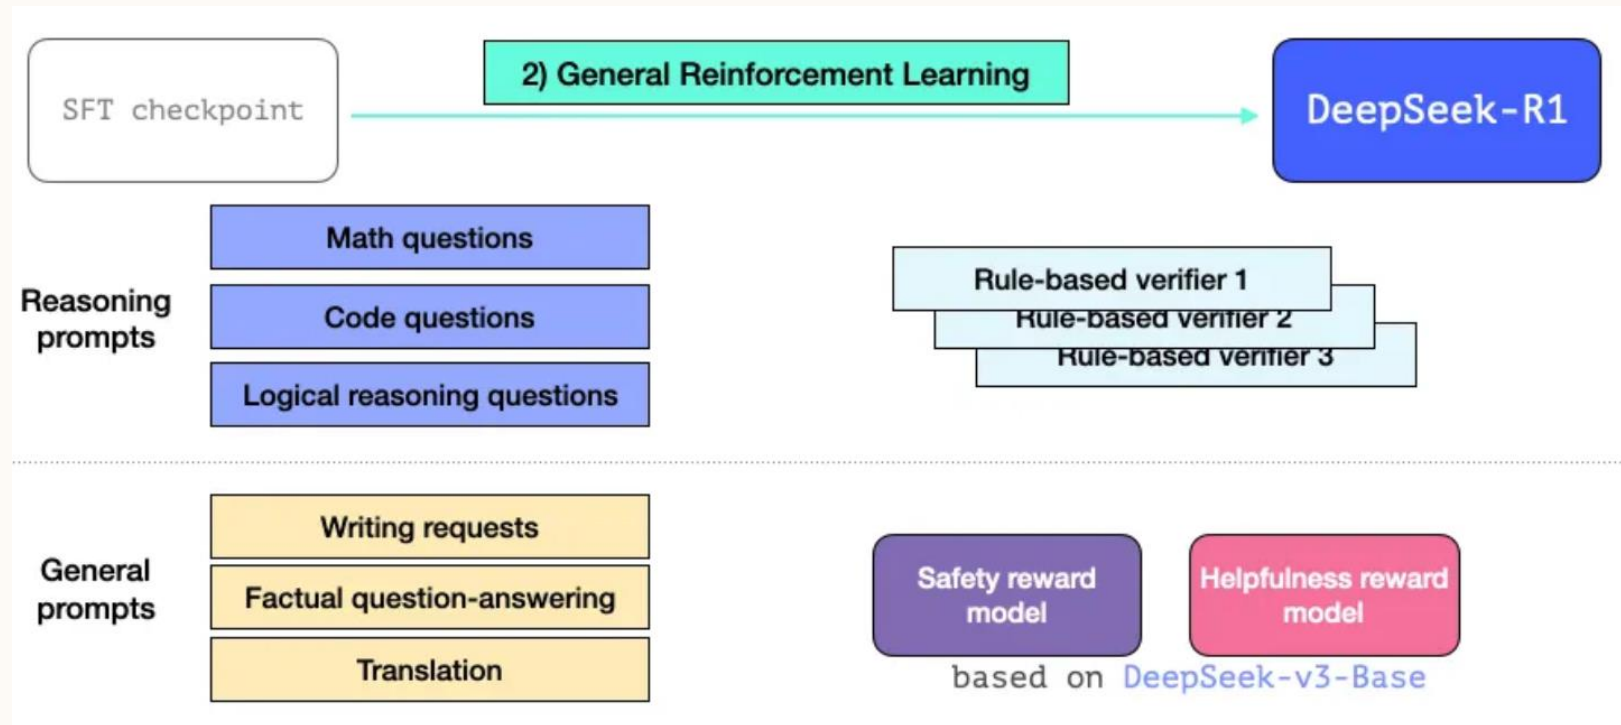 2) General Reinforcement Learning
SFT checkpoint
DeepSeek-R1
Math questions
Reasoning
prompts
Code questions
Logical reasoning questions
Rule-based verifier 1
Rule-based verifier 2
Rule-based verifier 3
Writing requests
General
prompts
Factual question-answering
Translation
Safety reward
model
Helpfulness reward
model
based on DeepSeek-v3-Base